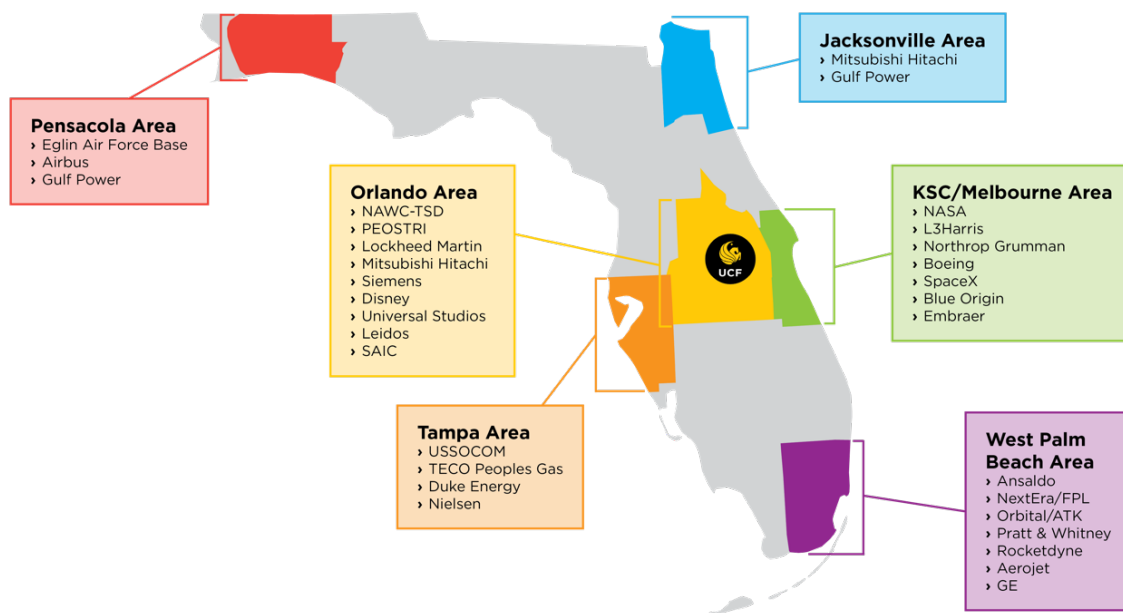 Jacksonville Area
› Mitsubishi Hitachi
› Gulf Power
Pensacola Area
› Eglin Air Force Base
› Airbus
› Gulf Power
Orlando Area
› NAWC-TSD
› PEOSTRI
› Lockheed Martin
› Mitsubishi Hitachi
› Siemens
› Disney
› Universal Studios
› Leidos
› SAIC
UCF
KSC/Melbourne Area
› NASA
› L3Harris
› Northrop Grumman
› Boeing
› SpaceX
› Blue Origin
› Embraer
Tampa Area
› USSOCOM
› TECO Peoples Gas
› Duke Energy
› Nielsen
West Palm
Beach Area
› Ansaldo
› NextEra/FPL
› Orbital/ATK
› Pratt & Whitney
› Rocketdyne
› Aerojet
› GE